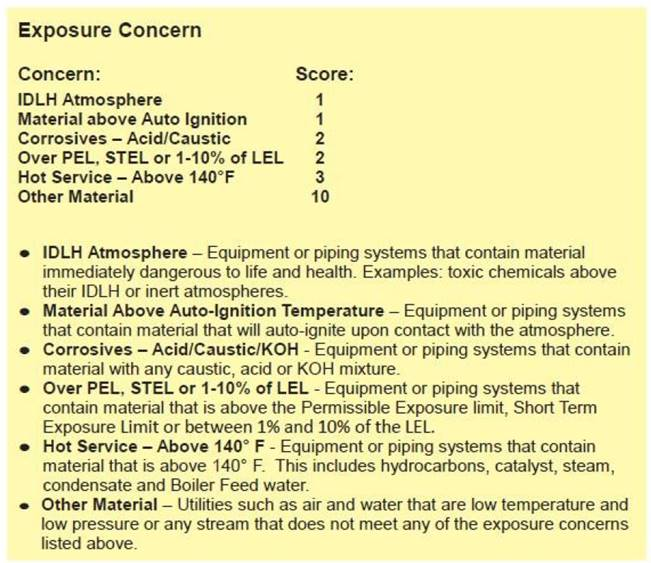 Exposure Concern
Concern: Score:
IDLH Atmosphere 1
Material above Auto Ignition 1
Corrosives – Acid/Caustic 2
Over PEL, STEL or 1-10% of LEL 2
Hot Service – Above 140°F 3
Other Material 10
● IDLH Atmosphere – Equipment or piping systems that contain material
immediately dangerous to life and health. Examples: toxic chemicals above
their IDLH or inert atmospheres.
● Material Above Auto-Ignition Temperature – Equipment or piping systems
that contain material that will auto-ignite upon contact with the atmosphere.
● Corrosives – Acid/Caustic/KOH - Equipment or piping systems that contain
material with any caustic, acid or KOH mixture.
● Over PEL, STEL or 1-10% of LEL - Equipment or piping systems that
contain material that is above the Permissible Exposure limit, Short Term
Exposure Limit or between 1% and 10% of the LEL.
● Hot Service – Above 140° F - Equipment or piping systems that contain
material that is above 140° F. This includes hydrocarbons, catalyst, steam,
condensate and Boiler Feed water.
● Other Material – Utilities such as air and water that are low temperature and
low pressure or any stream that does not meet any of the exposure concerns
listed above.